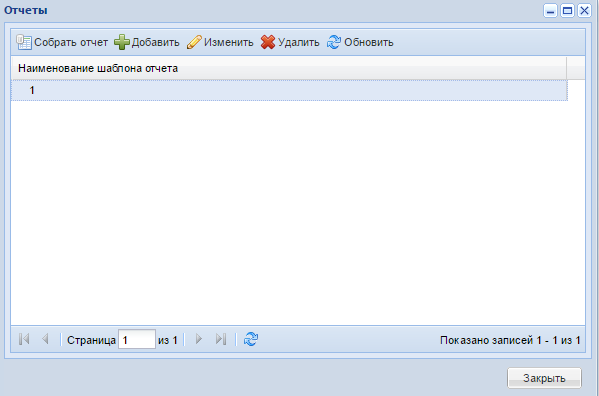 Отчеты
Собрать отчет Добавить Изменить Удалить Обновить
Наименование шаблона отчета
1
Страница 1 из 1 Показано записей 1 - 1 из 1
Закрыть